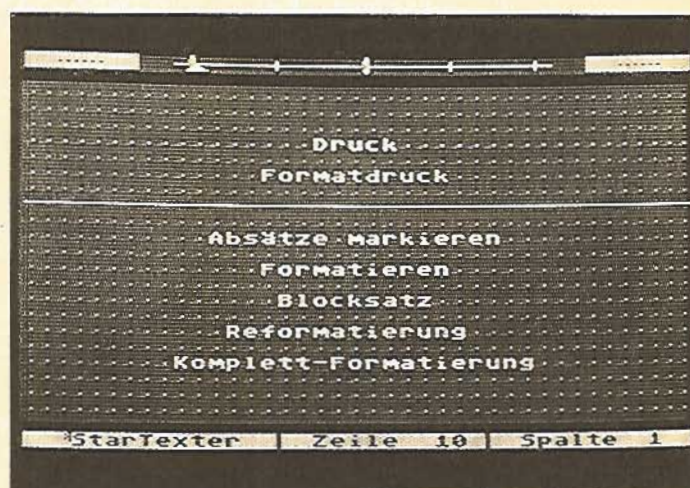 Druck
Formatdruck
Absätze markieren
Formatieren
Blocksatz
Reformatierung
Komplett-Formatierung
*StarTexter | Zeile 10 | Spalte 1